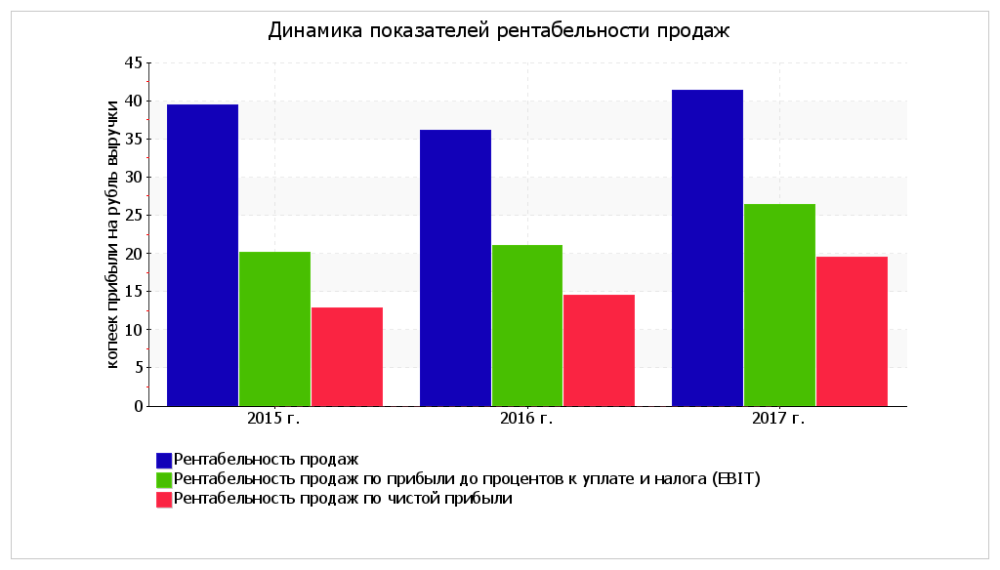 Динамика показателей рентабельности продаж
копеек прибыли на рубль выручки
45
40
35
30
25
20
15
10
5
0
2015 г. 2016 г. 2017 г.
Рентабельность продаж
Рентабельность продаж по прибыли до процентов к уплате и налога (EBIT)
Рентабельность продаж по чистой прибыли